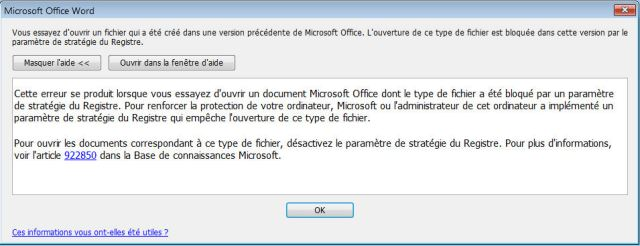 Microsoft Office Word
Vous essayez d'ouvrir un fichier qui a été créé dans une version précédente de Microsoft Office. L'ouverture de ce type de fichier est bloquée dans cette version par le
paramètre de stratégie du Registre.
Masquer l'aide << Ouvrir dans la fenêtre d'aide
Cette erreur se produit lorsque vous essayez d'ouvrir un document Microsoft Office dont le type de fichier a été bloqué par un paramètre
de stratégie du Registre. Pour renforcer la protection de votre ordinateur, Microsoft ou l'administrateur de cet ordinateur a implémenté un
paramètre de stratégie du Registre qui empêche l'ouverture de ce type de fichier.
Pour ouvrir les documents correspondant à ce type de fichier, désactivez le paramètre de stratégie du Registre. Pour plus d'informations,
voir l'article 922850 dans la Base de connaissances Microsoft.
OK
Ces informations vous ont-elles été utiles ?